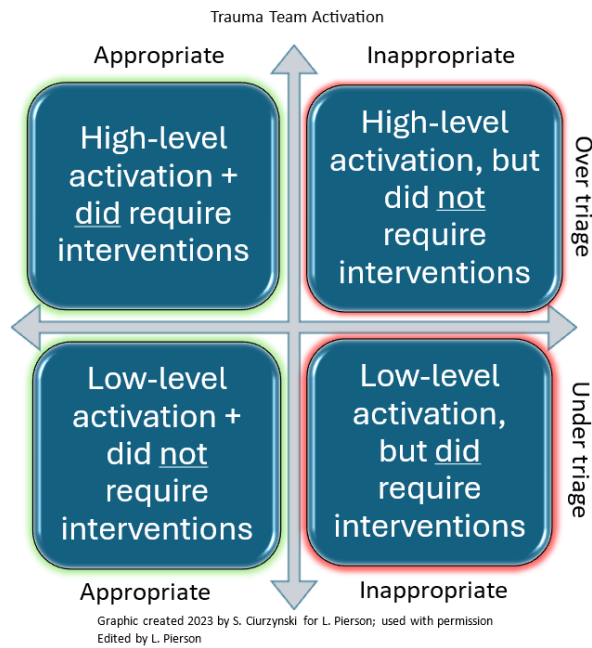 Trauma Team Activation
Appropriate
Inappropriate
High-level
activation +
did require
interventions
High-level
activation, but
did not
require
interventions
Over triage
Low-level
activation +
did not
require
interventions
Low-level
activation,
but did
require
interventions
Under triage
Appropriate
Inappropriate
Graphic created 2023 by S. Ciurzynski for L. Pierson; used with permission
Edited by L. Pierson